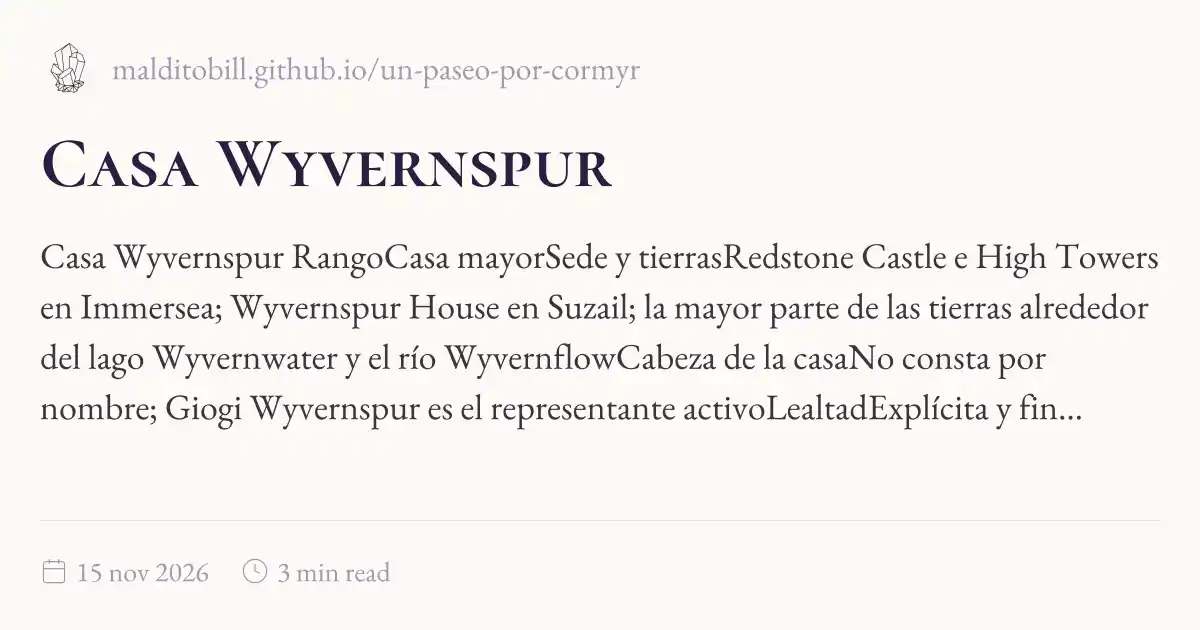 malditobill.github.io/un-paseo-por-cormyr
Casa Wyvernspur
Casa Wyvernspur RangoCasa mayorSede y tierrasRedstone Castle e High Towers
en Immersea; Wyvernspur House en Suzail; la mayor parte de las tierras alrededor
del lago Wyvernwater y el río WyvernflowCabeza de la casaNo consta por
nombre; Giogi Wyvernspur es el representante activoLealtadExplícita y fin...
15 nov 2026 3 min read